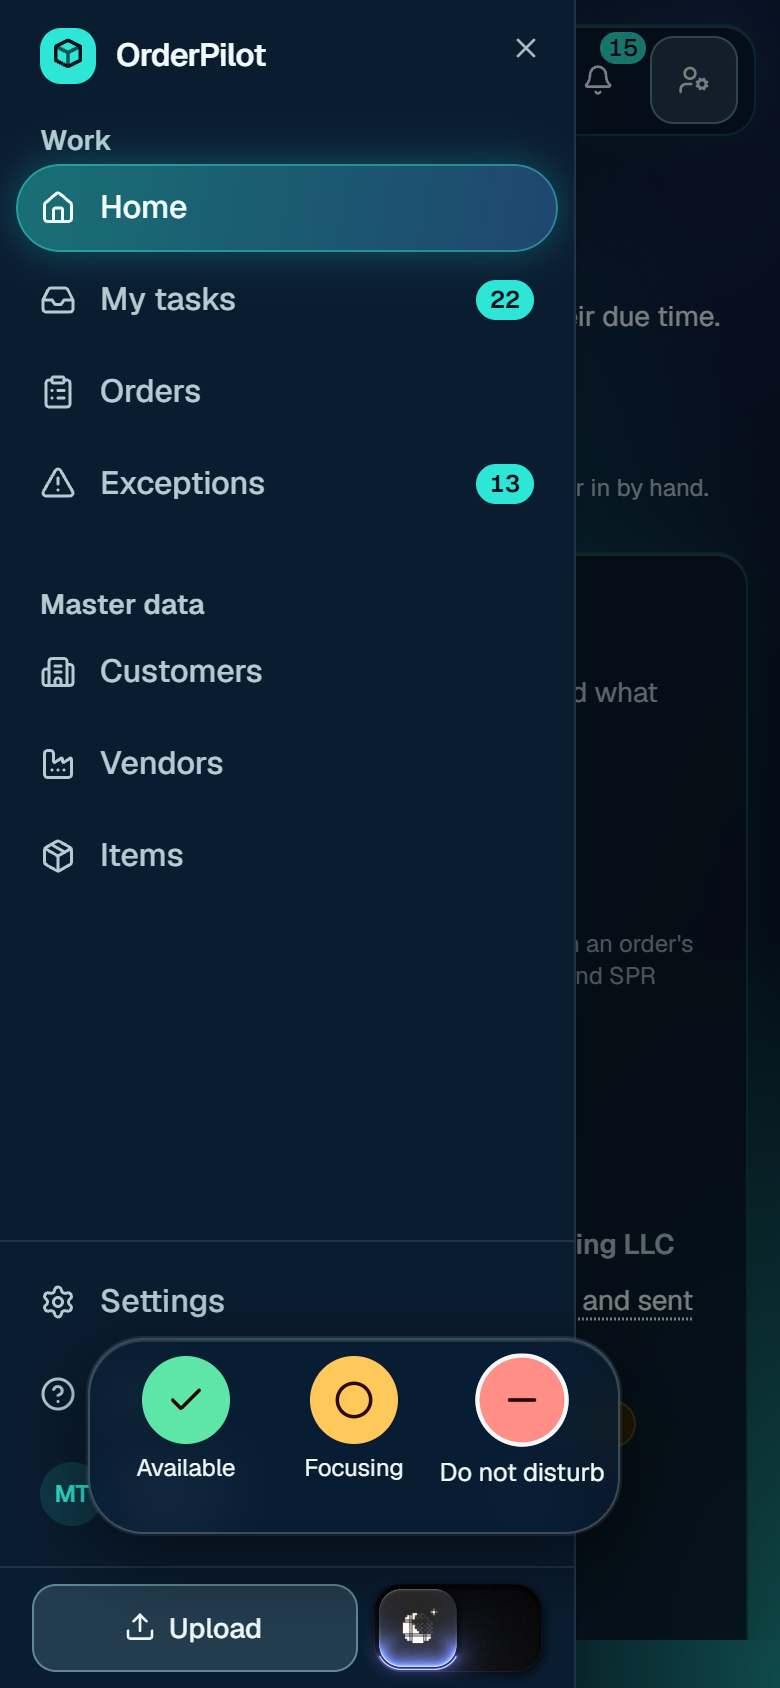 OrderPilot
15
Work
Home
eir due time.
My tasks
22
Orders
Exceptions
13
r in by hand.
Master data
Customers
d what
Vendors
Items
an order's
nd SPR
ing LLC
Settings
and sent
Available
Focusing
Do not disturb
MT
Upload